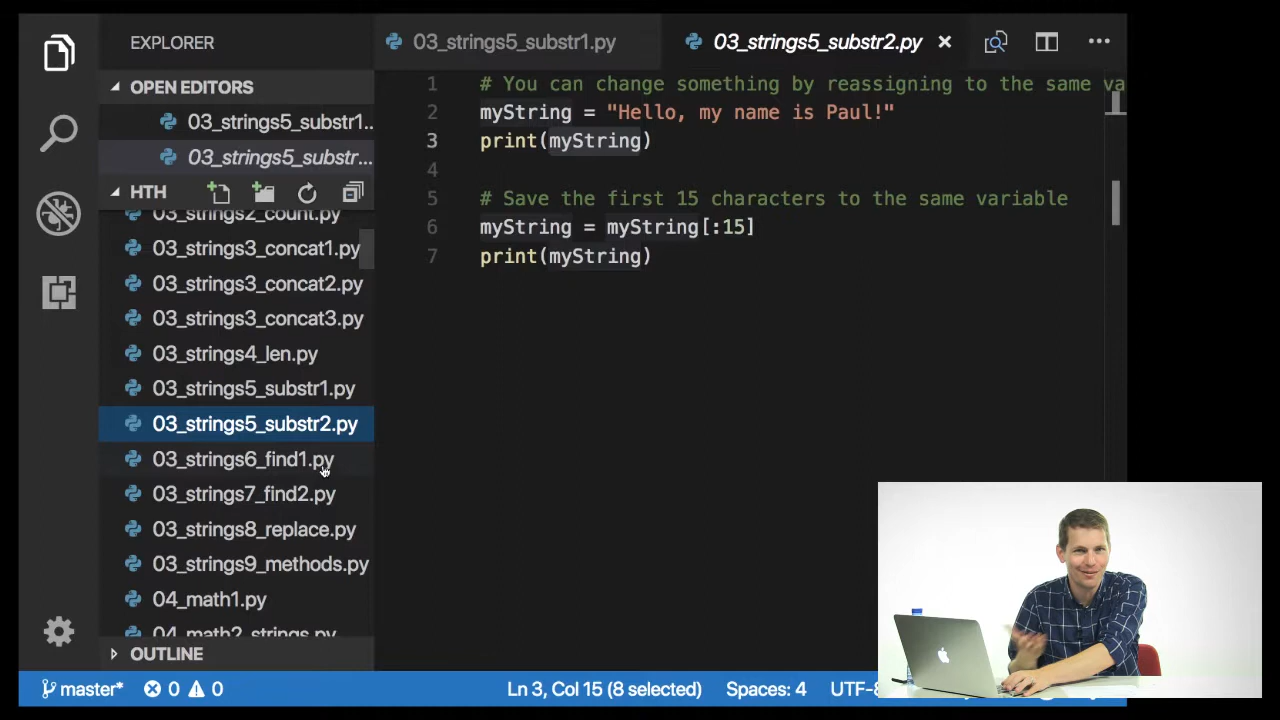 EXPLORER
03_strings5_substr1.py
03_strings5_substr2.py
OPEN EDITORS
03_strings5_substr1..
03_strings5_substr...
HTH
03_strings2_count.py
03_strings3_concat1.py
03_strings3_concat2.py
03_strings3_concat3.py
03_strings4_len.py
03_strings5_substr1.py
03_strings5_substr2.py
03_strings6_find1.py
03_strings7_find2.py
03_strings8_replace.py
03_strings9_methods.py
04_math1.py
04_math2_strings.py
OUTLINE
1 # You can change something by reassigning to the same va
2 myString = "Hello, my name is Paul!"
3 print(myString)
4
5 # Save the first 15 characters to the same variable
6 myString = myString[:15]
7 print(myString)
master* 0 0 Ln 3, Col 15 (8 selected) Spaces: 4 UTF-8